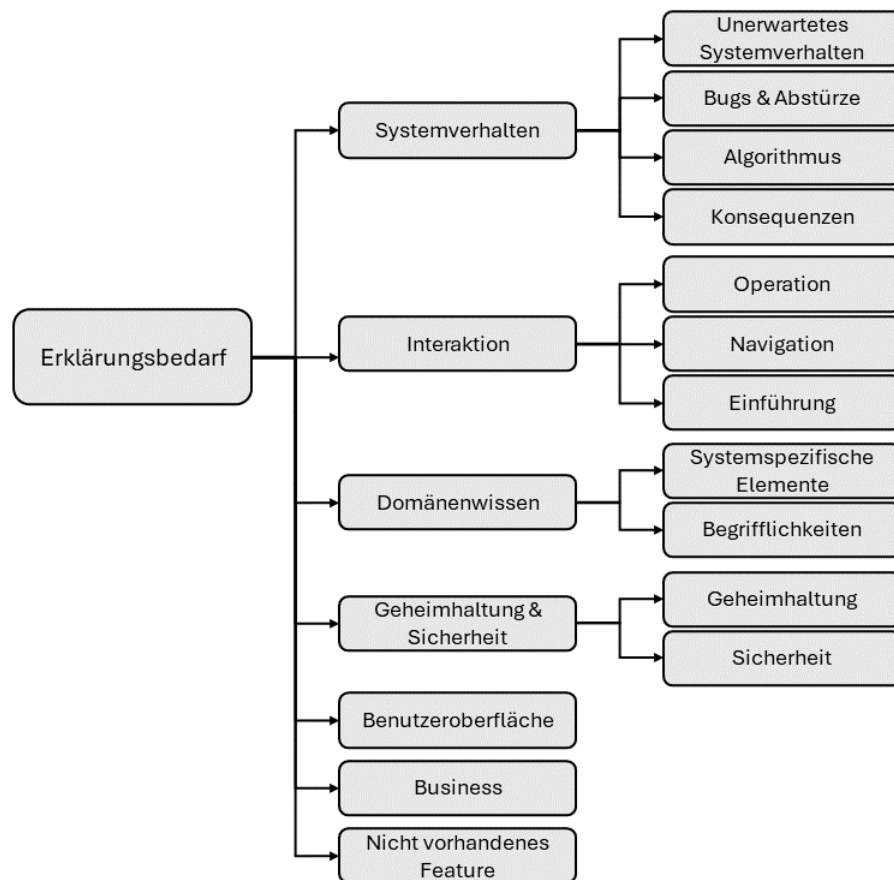 Unerwartetes
Systemverhalten
Bugs & Abstürze
Systemverhalten
Algorithmus
Konsequenzen
Operation
Interaktion
Navigation
Erklärungsbedarf
Einführung
Systemspezifische
Elemente
Domänenwissen
Begrifflichkeiten
Geheimhaltung &
Sicherheit
Geheimhaltung
Sicherheit
Benutzeroberfläche
Business
Nicht vorhandenes
Feature